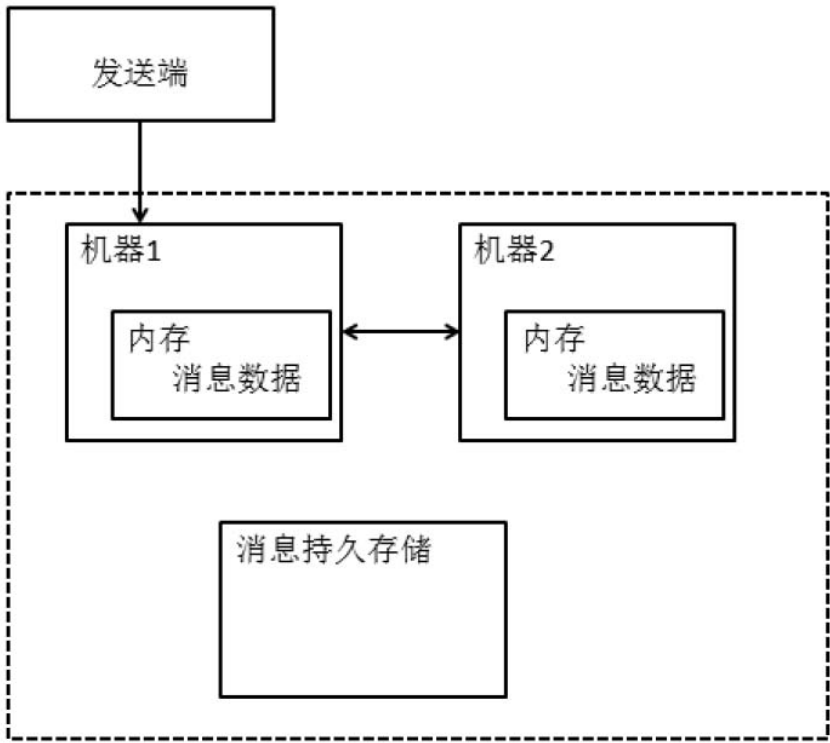 发送端
机器1
内存
消息数据
机器2
内存
消息数据
消息持久存储